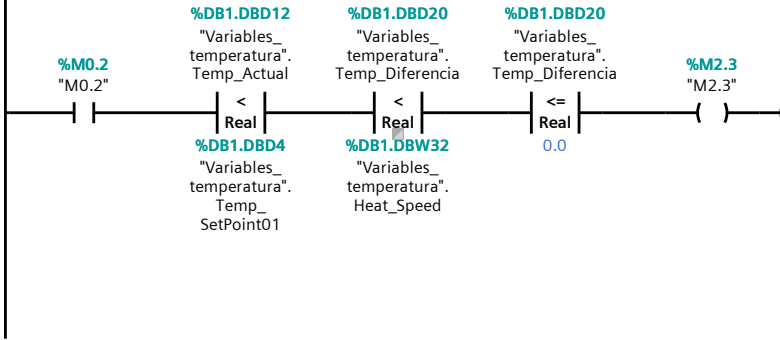 %DB1.DBD12 %DB1.DBD20 %DB1.DBD20
"Variables_ "Variables_ "Variables_
temperatura". temperatura". temperatura".
%M0.2 Temp_Actual Temp_Diferencia Temp_Diferencia %M2.3
"M0.2" "M2.3"
< < <=
Real Real Real
%DB1.DBD4 %DB1.DBW32 0.0
"Variables_ "Variables_
temperatura". temperatura".
Temp_ Heat_Speed
SetPoint01